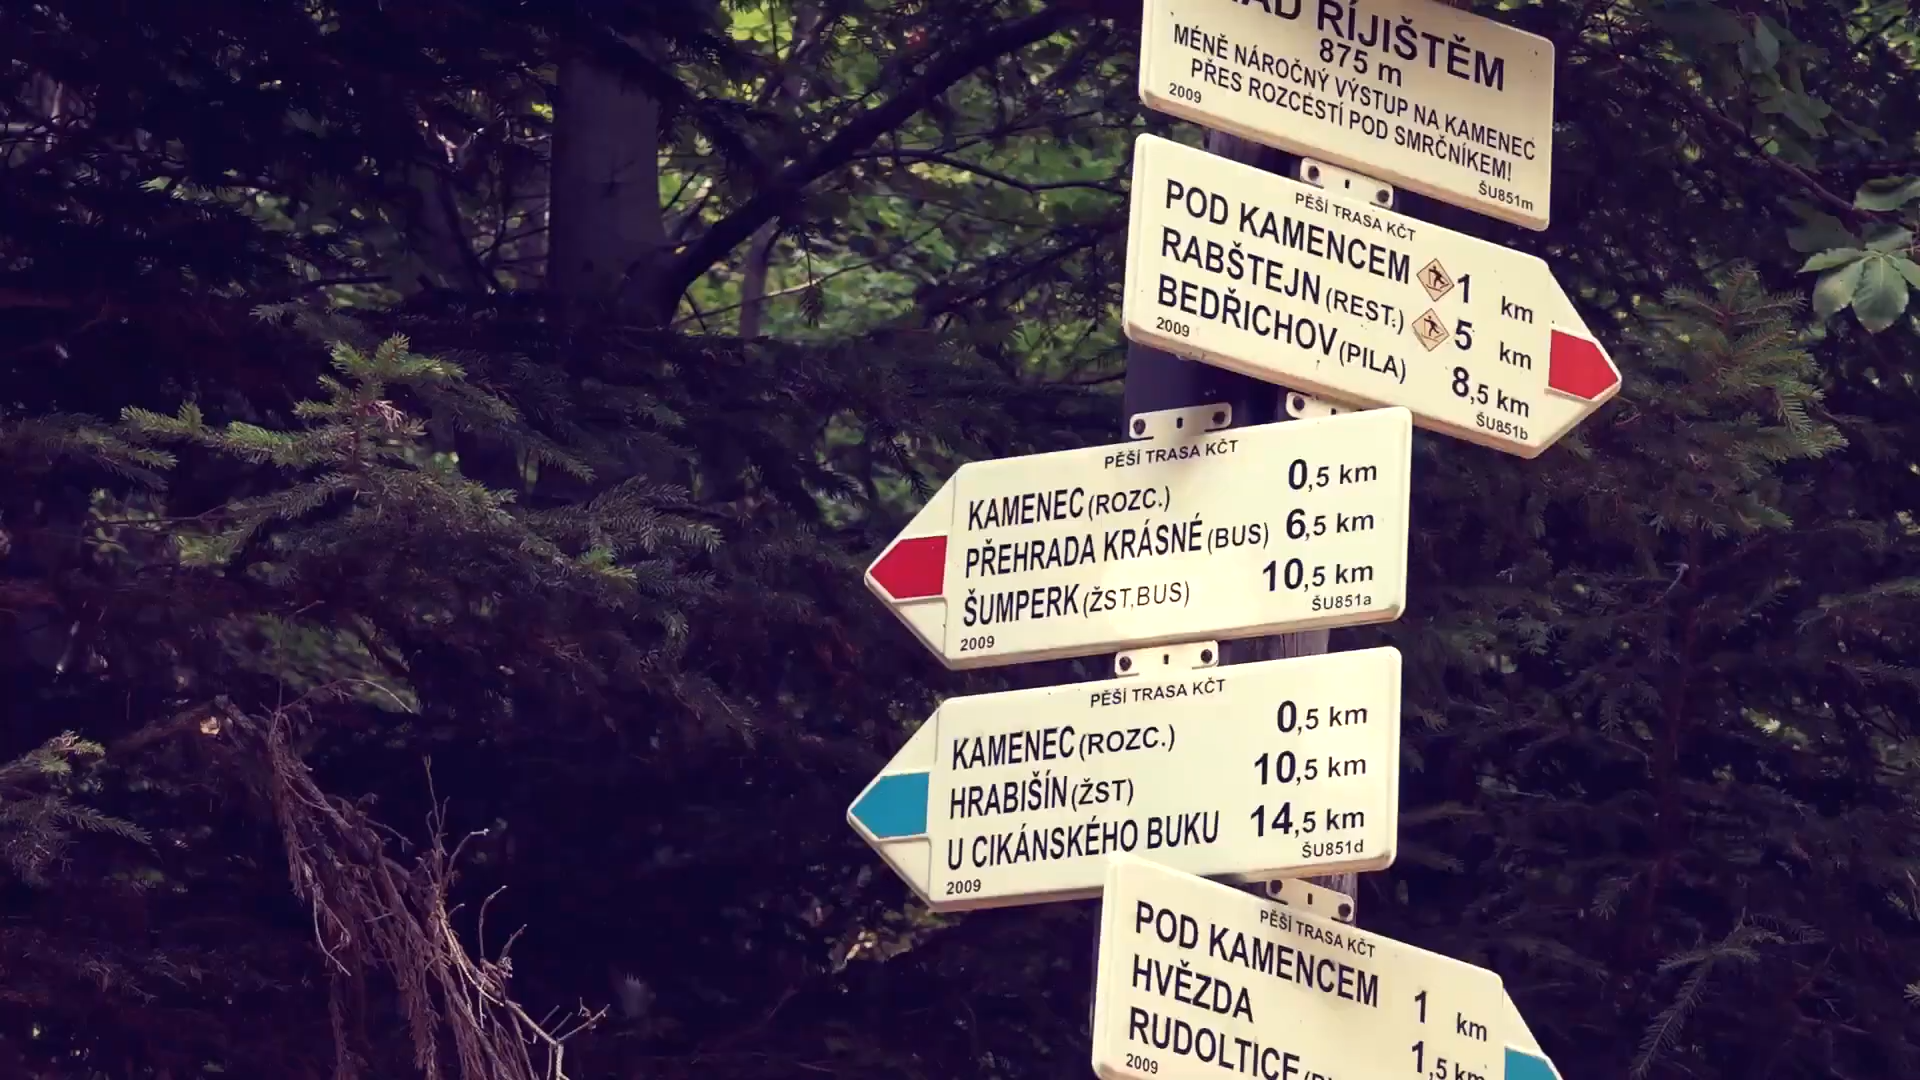 ŘÍJIŠTĚM
875 m
MÉNĚ NÁROČNÝ VÝSTUP NA KAMENEC
PŘES ROZCESTÍ POD SMRČNÍKEM!
2009
ŠU851m
PĚŠÍ TRASA KČT
POD KAMENCEM 1 km
RABŠTEJN (REST.) 5 km
BEDŘICHOV (PILA) 8,5 km
2009
ŠU851b
PĚŠÍ TRASA KČT
KAMENEC (ROZC.) 0,5 km
PŘEHRADA KRÁSNÉ (BUS) 6,5 km
ŠUMPERK (ŽST,BUS) 10,5 km
2009
ŠU851a
PĚŠÍ TRASA KČT
KAMENEC (ROZC.) 0,5 km
HRABIŠÍN (ŽST) 10,5 km
U CIKÁNSKÉHO BUKU 14,5 km
2009
ŠU851d
PĚŠÍ TRASA KČT
POD KAMENCEM 1 km
HVĚZDA 1,5 km
RUDOLTICE
2009